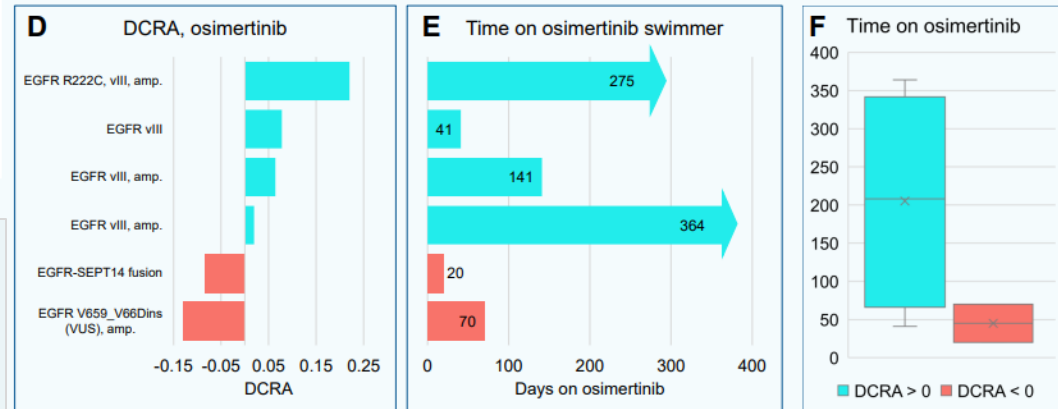 D DCRA, osimertinib
EGFR R222C, vIII, amp.
EGFR vIII
EGFR vIII, amp.
EGFR vIII, amp.
EGFR-SEPT14 fusion
EGFR V659_V66Dins
(VUS), amp.
-0.15 -0.05 0.05 0.15 0.25
DCRA
E Time on osimertinib swimmer
275
41
141
364
20
70
0 100 200 300 400
Days on osimertinib
F Time on osimertinib
400
350
300
250
200
150
100
50
0
DCRA > 0 DCRA < 0